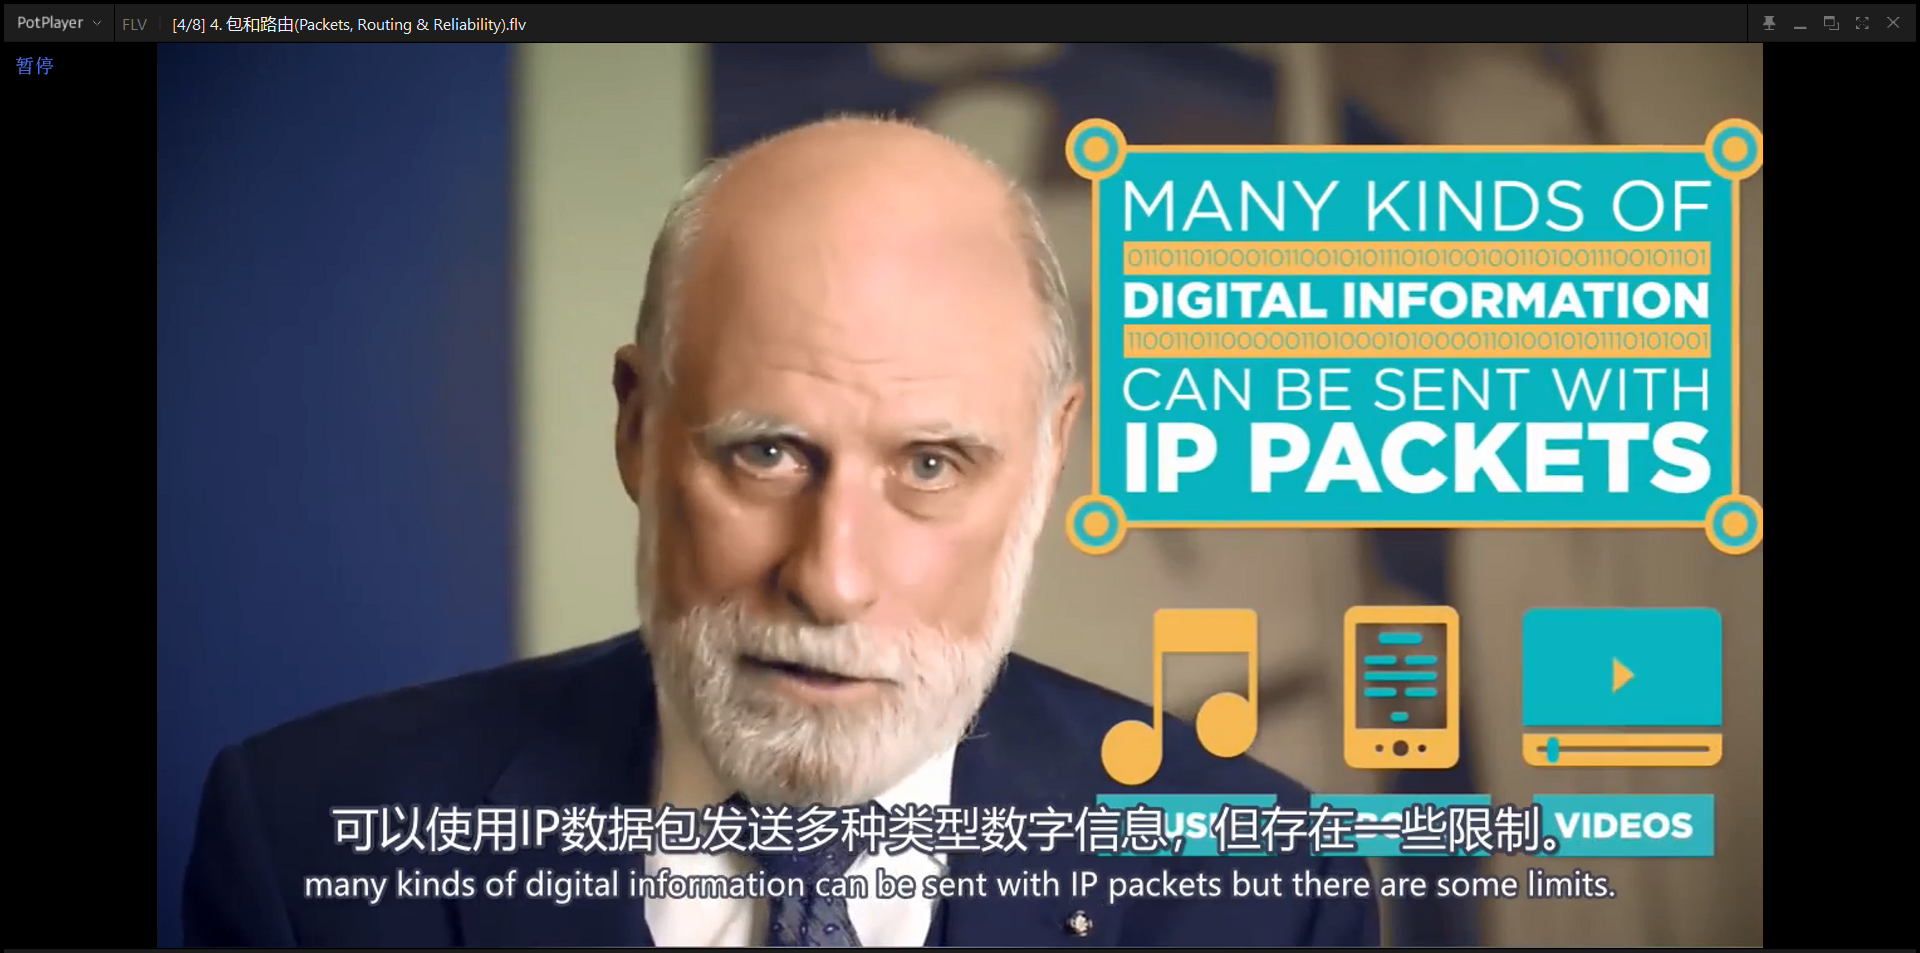 PotPlayer
FLV
[4/8] 4. 包和路由(Packets, Routing & Reliability).flv
暂停
MANY KINDS OF
DIGITAL INFORMATION
CAN BE SENT WITH
IP PACKETS
VIDEOS
可以使用IP数据包发送多种类型数字信息，但存在一些限制。
many kinds of digital information can be sent with IP packets but there are some limits.